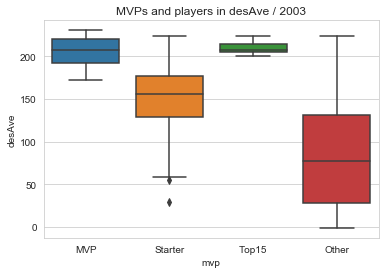 MVPs and players in desAve / 2003
200
150
100
50
0
desAve
MVP Starter Top15 Other
mvp